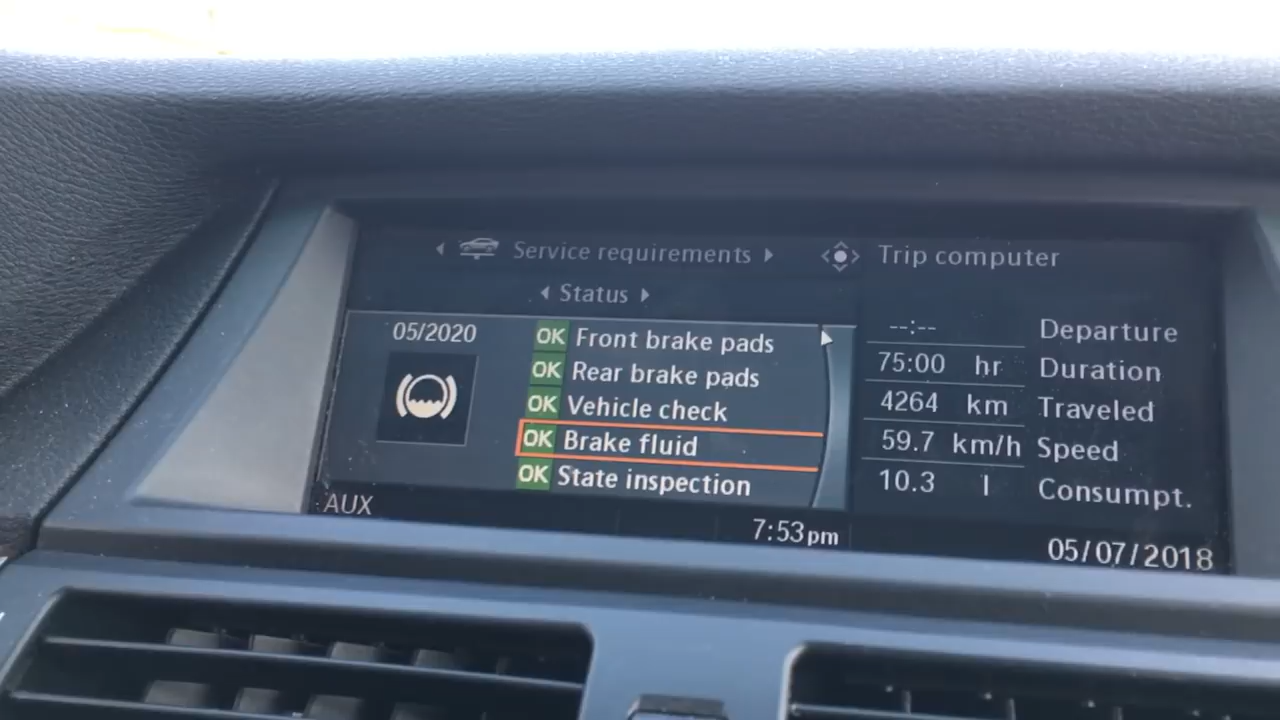 Service requirements
Status
05/2020
OK Front brake pads
OK Rear brake pads
OK Vehicle check
OK Brake fluid
OK State inspection
Trip computer
--:-- Departure
75:00 hr Duration
4264 km Traveled
59.7 km/h Speed
10.3 l Consumpt.
AUX
7:53pm
05/07/2018